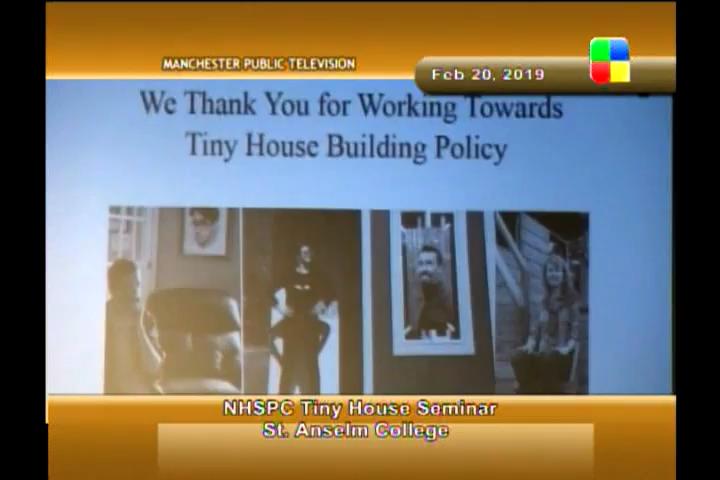 MANCHESTER PUBLIC TELEVISION
Feb 20, 2019
We Thank You for Working Towards
Tiny House Building Policy
NHSPC Tiny House Seminar
St. Anselm College